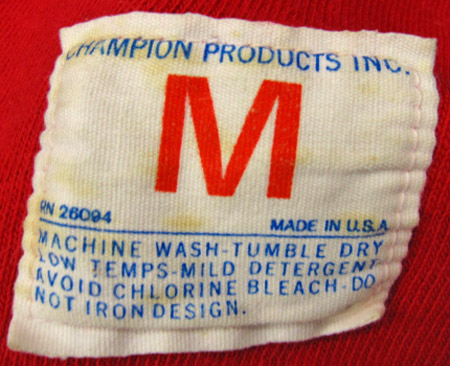 CHAMPION PRODUCTS INC.
M
RN 26094 MADE IN U.S.A
MACHINE WASH-TUMBLE DRY
LOW TEMPS-MILD DETERGENT
AVOID CHLORINE BLEACH-DO
NOT IRON DESIGN.